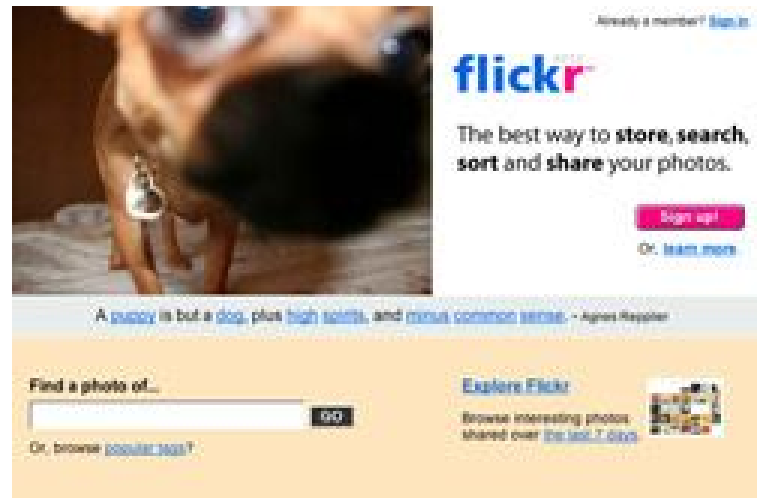 Already a member? Sign in
flickr
The best way to store, search,
sort and share your photos.
Sign up!
Or, learn more
A puppy is but a dog, plus high spirits, and minus common sense. - Agnes Repplier
Find a photo of...
GO
Or, browse popular tags?
Explore Flickr
Browse interesting photos
shared over the last 7 days.